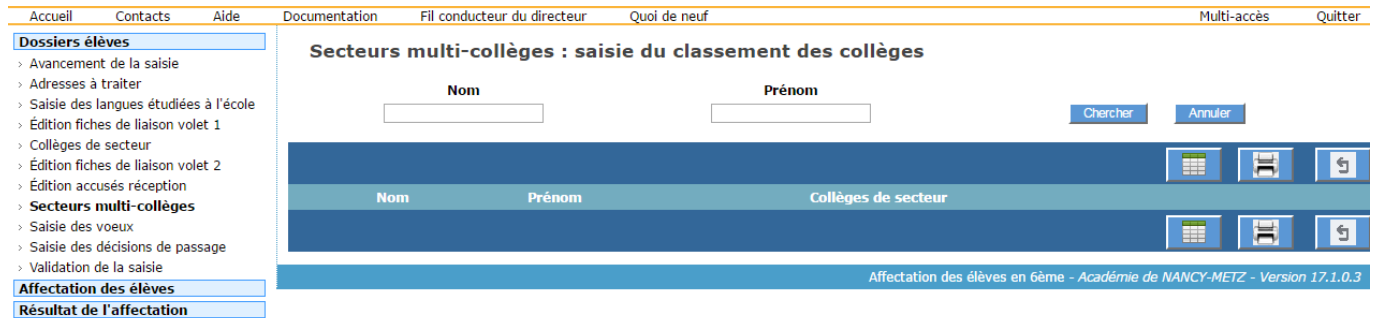 Accueil Contacts Aide Documentation Fil conducteur du directeur Quoi de neuf Multi-accès Quitter
Dossiers élèves
› Avancement de la saisie
› Adresses à traiter
› Saisie des langues étudiées à l'école
› Édition fiches de liaison volet 1
› Collèges de secteur
› Édition fiches de liaison volet 2
› Édition accusés réception
› Secteurs multi-collèges
› Saisie des voeux
› Saisie des décisions de passage
› Validation de la saisie
Affectation des élèves
Résultat de l'affectation
Secteurs multi-collèges : saisie du classement des collèges
Nom Prénom
Chercher Annuler
Nom Prénom Collèges de secteur
Affectation des élèves en 6ème - Académie de NANCY-METZ - Version 17.1.0.3